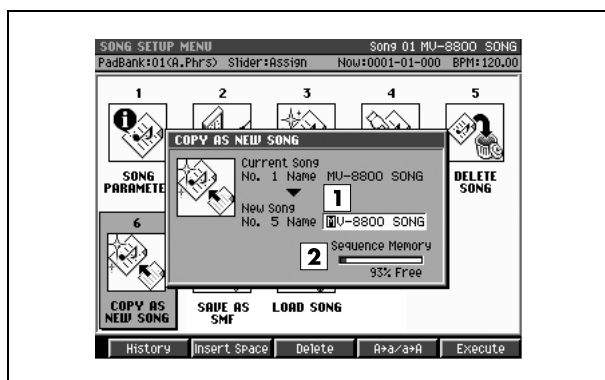 SONG SETUP MENU Song 01 MV-8800 SONG
PadBank:01(A.Phrs) Slider:Assign Now:0001-01-000 BPM:120.00
1 2 3 4 5
COPY AS NEW SONG
Current Song
No. 1 Name MV-8800 SONG
1
New Song
No. 5 Name MV-8800 SONG
2 Sequence Memory
93% Free
SONG
PARAMETE
DELETE
SONG
6
COPY AS
NEW SONG
SAVE AS
SMF
LOAD SONG
History Insert Space Delete A→a/a→A Execute